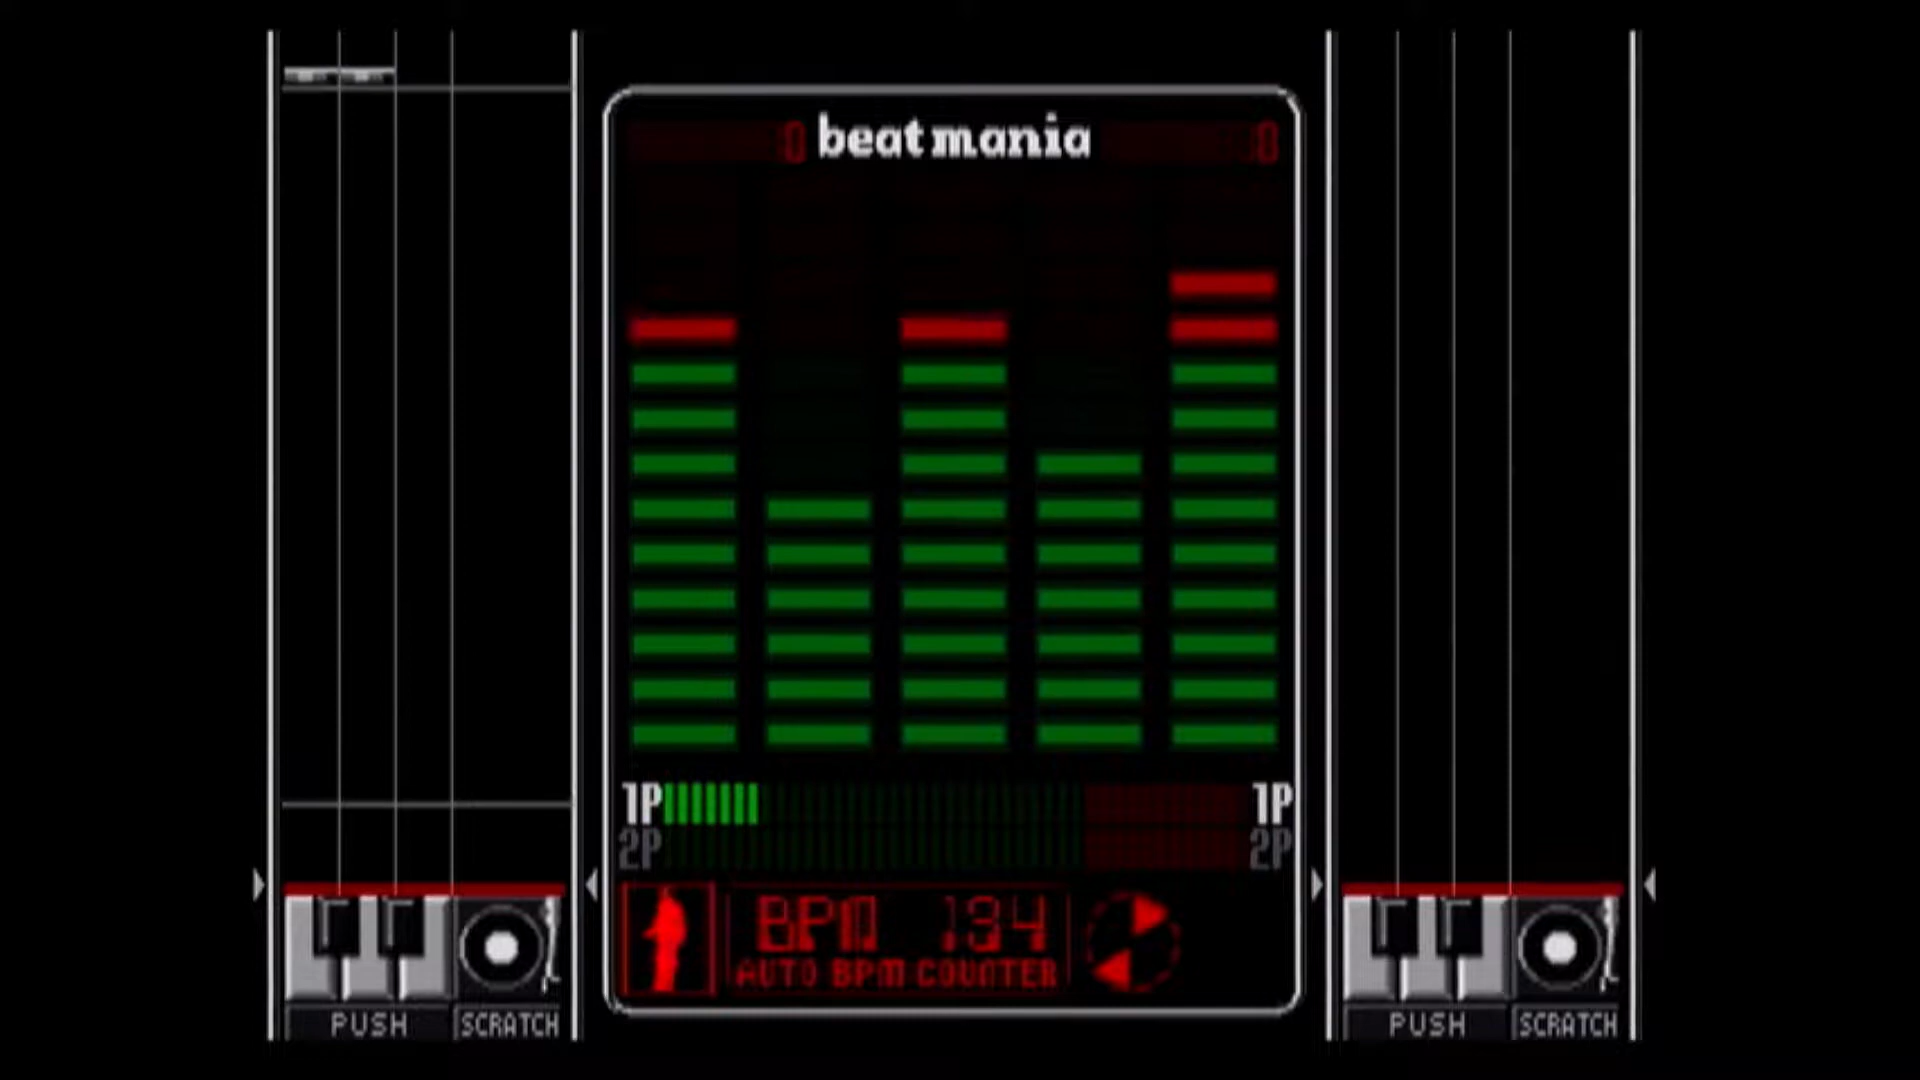 0 beatmania 0
1P 1P
2P 2P
BPM 134
AUTO BPM COUNTER
PUSH SCRATCH PUSH SCRATCH